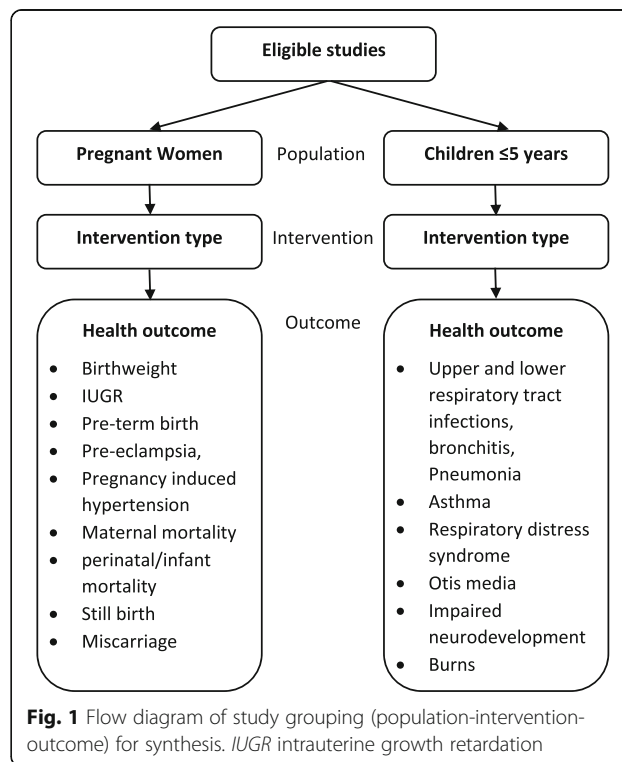 Eligible studies
Pregnant Women
Population
Children ≤5 years
Intervention type
Intervention
Intervention type
Health outcome
• Birthweight
• IUGR
• Pre-term birth
• Pre-eclampsia,
• Pregnancy induced
hypertension
• Maternal mortality
• perinatal/infant
mortality
• Still birth
• Miscarriage
Outcome
Health outcome
• Upper and lower
respiratory tract
infections,
bronchitis,
Pneumonia
• Asthma
• Respiratory distress
syndrome
• Otis media
• Impaired
neurodevelopment
• Burns
Fig. 1 Flow diagram of study grouping (population-intervention-
outcome) for synthesis. IUGR intrauterine growth retardation